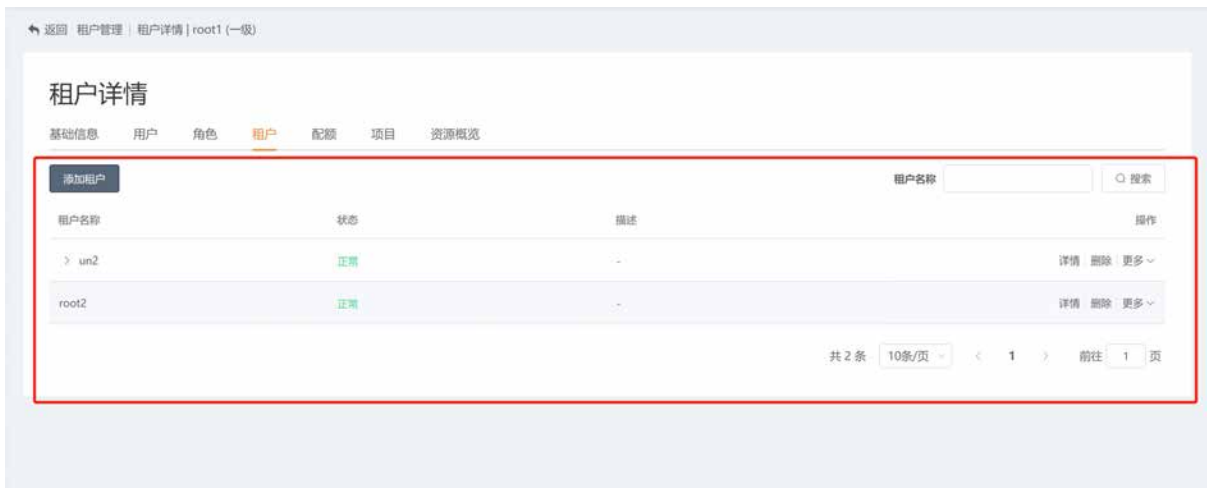 返回 租户管理 | 租户详情 | root1 (一级)
租户详情
基础信息 用户 角色 租户 配额 项目 资源概览
添加租户 租户名称 搜索
租户名称 状态 描述 操作
> un2 正常 - 详情 删除 更多
root2 正常 - 详情 删除 更多
共 2 条 10条/页 < 1 > 前往 1 页